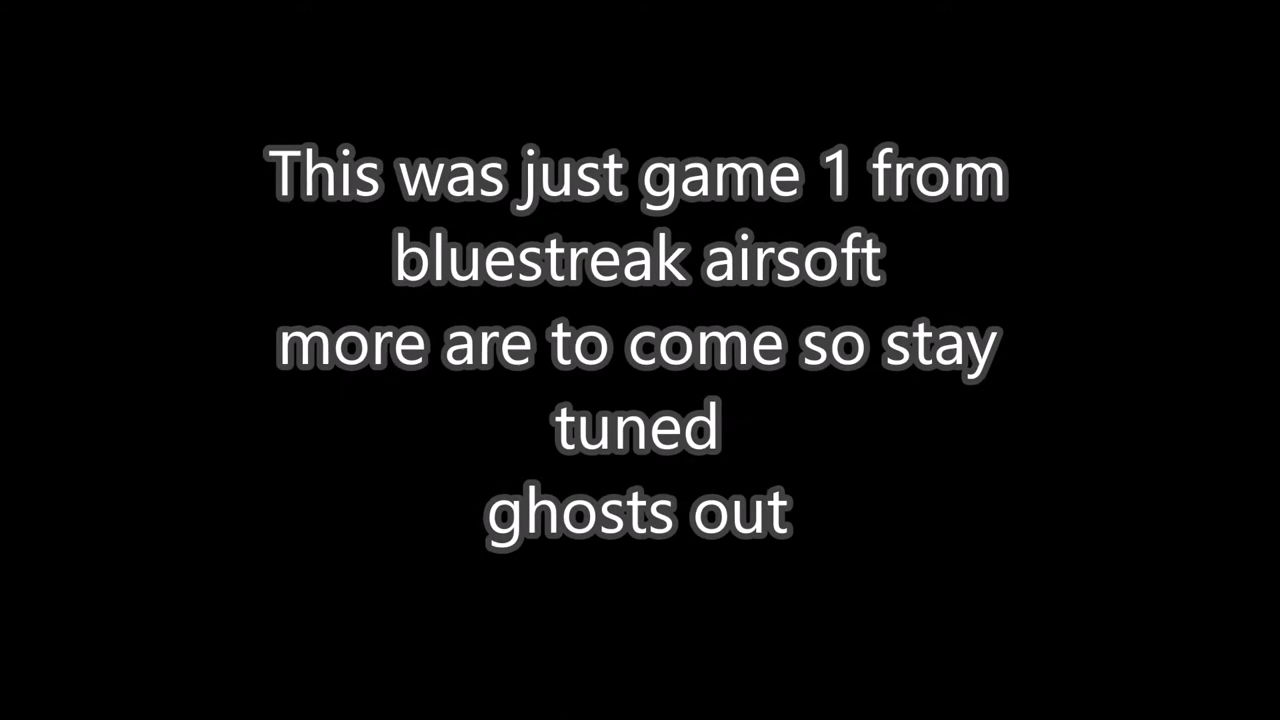 This was just game 1 from
bluestreak airsoft
more are to come so stay
tuned
ghosts out